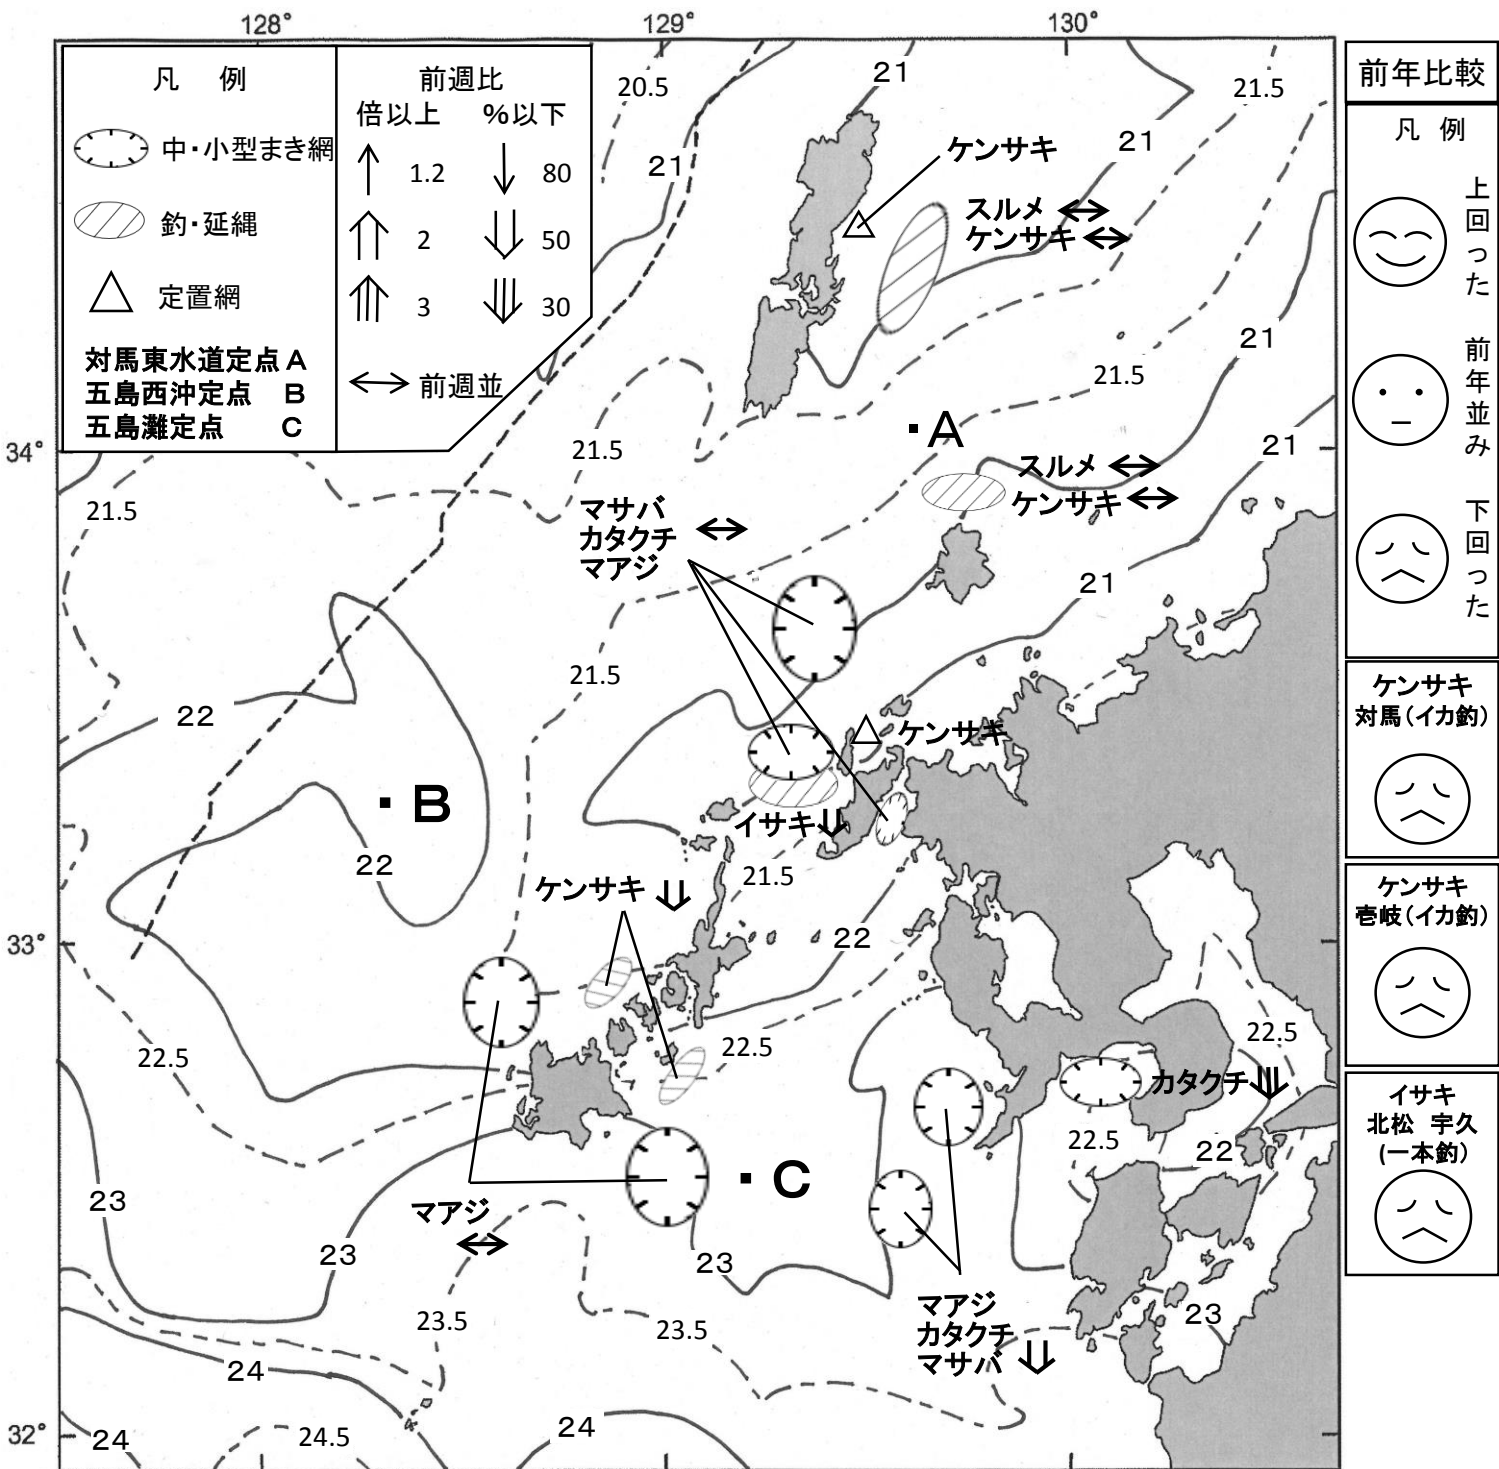 128°
129°
130°
凡 例
中・小型まき網
釣・延縄
定置網
対馬東水道定点 A
五島西沖定点 B
五島灘定点 C
前週比
倍以上 %以下
1.2 80
2 50
3 30
前週並
34°
33°
32°
20.5
21
21
21
21.5
ケンサキ
スルメ
ケンサキ
21
21.5
A
21
21.5
21.5
スルメ
ケンサキ
マサバ
カタクチ
マアジ
21
21.5
22
ケンサキ
B
イサキ
22
21.5
ケンサキ
22
22.5
22.5
22.5
カタクチ
22.5
22
C
23
マアジ
23
23
マアジ
カタクチ
マサバ
23
23.5
23.5
24
24
24.5
24
前年比較
凡 例
上回った
前年並み
下回った
ケンサキ
対馬(イカ釣)
ケンサキ
壱岐(イカ釣)
イサキ
北松 宇久
(一本釣)